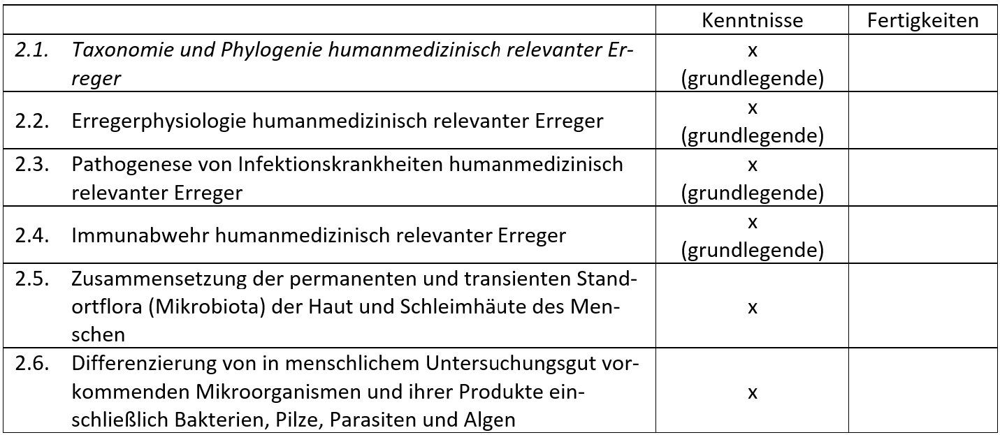 Kenntnisse Fertigkeiten
2.1. Taxonomie und Phylogenie humanmedizinisch relevanter Er-
reger
x
(grundlegende)
2.2. Erregerphysiologie humanmedizinisch relevanter Erreger
x
(grundlegende)
2.3. Pathogenese von Infektionskrankheiten humanmedizinisch
relevanter Erreger
x
(grundlegende)
2.4. Immunabwehr humanmedizinisch relevanter Erreger
x
(grundlegende)
2.5. Zusammensetzung der permanenten und transienten Stand-
ortflora (Mikrobiota) der Haut und Schleimhäute des Men-
schen
x
2.6. Differenzierung von in menschlichem Untersuchungsgut vor-
kommenden Mikroorganismen und ihrer Produkte ein-
schließlich Bakterien, Pilze, Parasiten und Algen
x